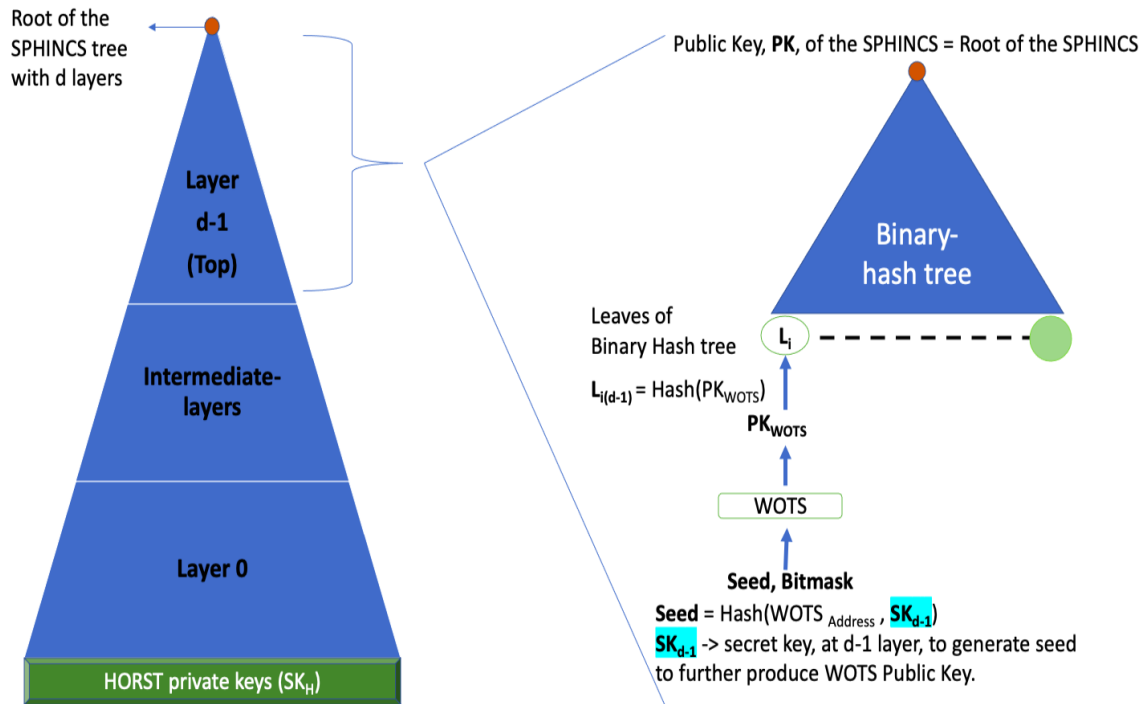 Root of the
SPHINCS tree
with d layers
Layer
d-1
(Top)
Intermediate-
layers
Layer 0
HORST private keys (SKH)
Public Key, PK, of the SPHINCS = Root of the SPHINCS
Binary-
hash tree
Leaves of
Binary Hash tree
Li
Li(d-1) = Hash(PKWOTS)
PKWOTS
WOTS
Seed, Bitmask
Seed = Hash(WOTS Address , SKd-1)
SKd-1 -> secret key, at d-1 layer, to generate seed
to further produce WOTS Public Key.